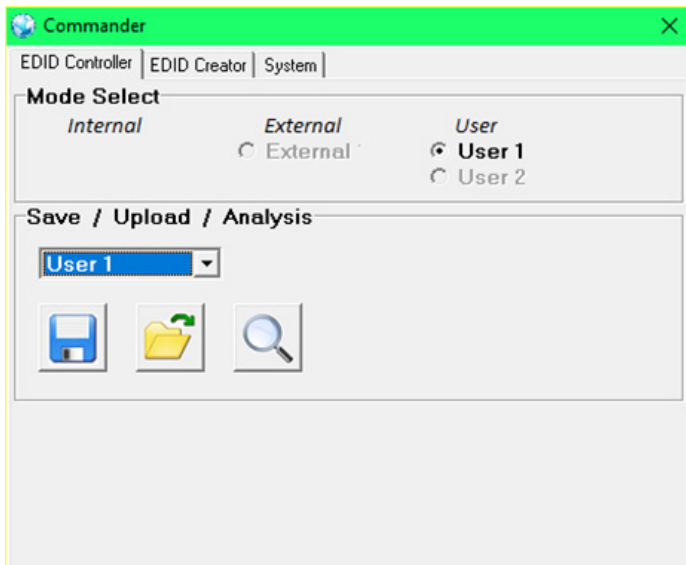 Commander
EDID Controller EDID Creator System
Mode Select
Internal External User
External User 1
User 2
Save / Upload / Analysis
User 1